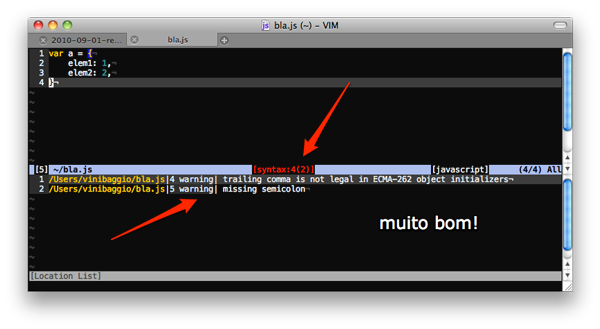 bla.js (~) - VIM
2010-09-01-re...
bla.js
1 var a = {¬
2 elem1: 1,¬
3 elem2: 2,¬
4 }¬
~
~
~
~
~
~
~
[5] ~/bla.js [syntax:4(2)] [javascript] (4/4) All
1 /Users/vinibaggio/bla.js|4 warning| trailing comma is not legal in ECMA-262 object initializers¬
2 /Users/vinibaggio/bla.js|5 warning| missing semicolon¬
~
~
muito bom!
~
~
~
~
~
[Location List]